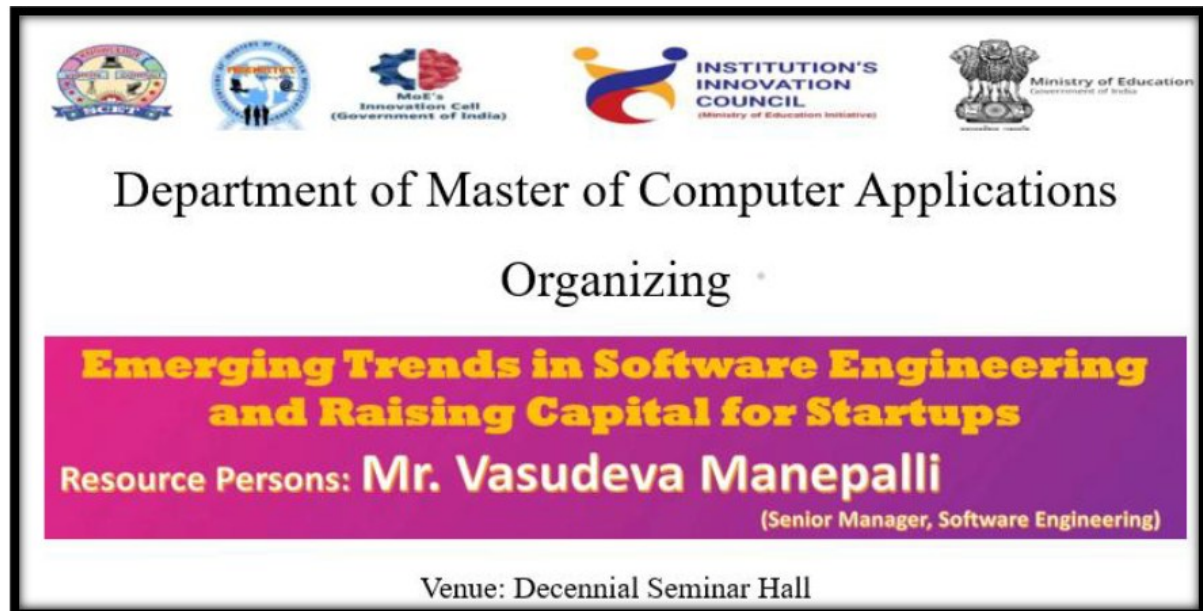 MoE's
Innovation Cell
(Government of India)
INSTITUTION'S
INNOVATION
COUNCIL
(Ministry of Education Initiative)
Ministry of Education
Government of India
Department of Master of Computer Applications
Organizing
Emerging Trends in Software Engineering
and Raising Capital for Startups
Resource Persons: Mr. Vasudeva Manepalli
(Senior Manager, Software Engineering)
Venue: Decennial Seminar Hall